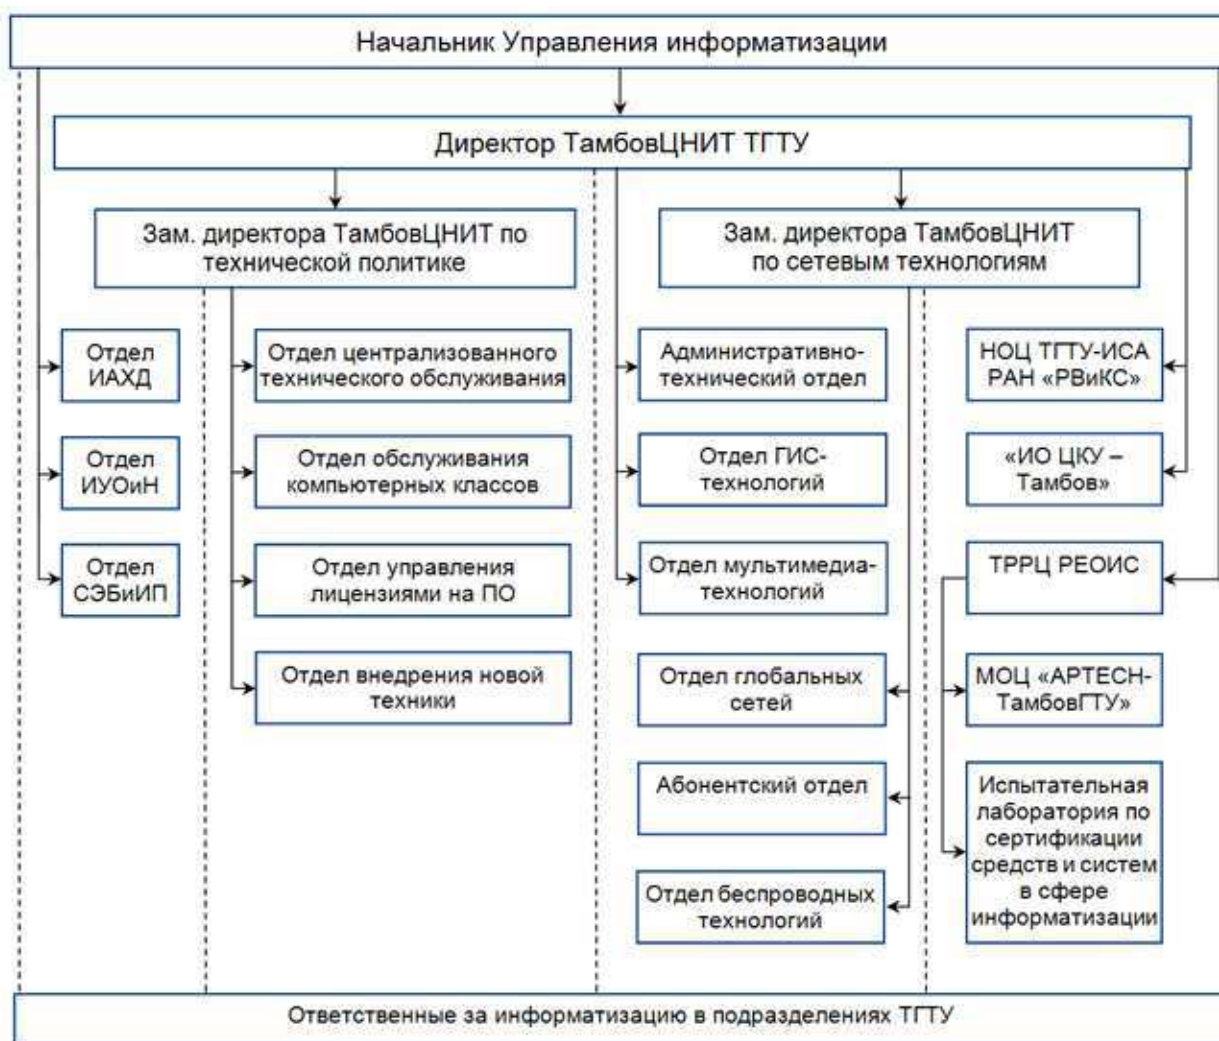 Начальник Управления информатизации
Директор ТамбовЦНИТ ТГТУ
Зам. директора ТамбовЦНИТ по
технической политике
Зам. директора ТамбовЦНИТ
по сетевым технологиям
Отдел
ИАХД
Отдел
ИУОиН
Отдел
СЭБиИП
Отдел централизованного
технического обслуживания
Отдел обслуживания
компьютерных классов
Отдел управления
лицензиями на ПО
Отдел внедрения новой
техники
Административно-
технический отдел
Отдел ГИС-
технологий
Отдел мультимедиа-
технологий
Отдел глобальных
сетей
Абонентский отдел
Отдел беспроводных
технологий
НОЦ ТГТУ-ИСА
РАН «РВиКС»
«ИО ЦКУ –
Тамбов»
ТРРЦ РЕОИС
МОЦ «АРТЕСН-
ТамбовГТУ»
Испытательная
лаборатория по
сертификации
средств и систем
в сфере
информатизации
Ответственные за информатизацию в подразделениях ТГТУ